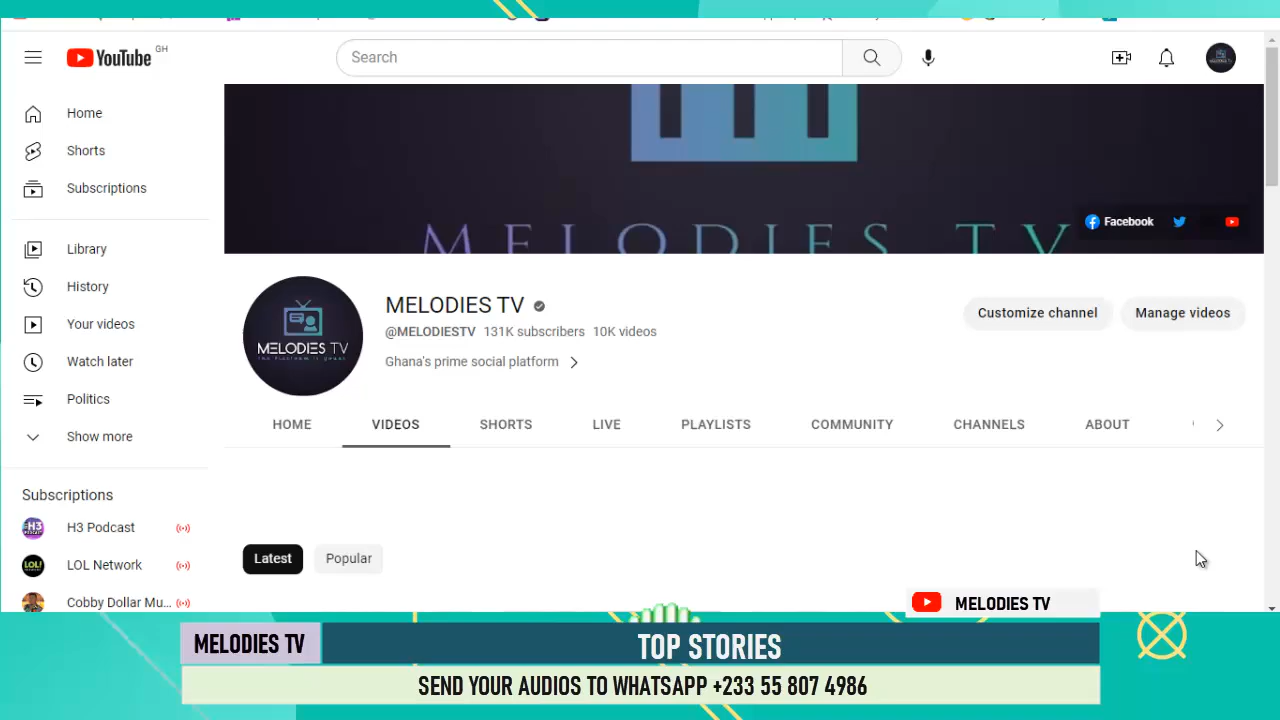 YouTube GH
Search
Home
Shorts
Subscriptions
Library
History
Your videos
Watch later
Politics
Show more
Subscriptions
H3 Podcast
LOL Network
Cobby Dollar Mu...
MELODIES TV
Facebook
MELODIES TV
MELODIES TV
@MELODIESTV 131K subscribers 10K videos
Ghana's prime social platform
Customize channel
Manage videos
HOME VIDEOS SHORTS LIVE PLAYLISTS COMMUNITY CHANNELS ABOUT
Latest
Popular
MELODIES TV
MELODIES TV
TOP STORIES
SEND YOUR AUDIOS TO WHATSAPP +233 55 807 4986